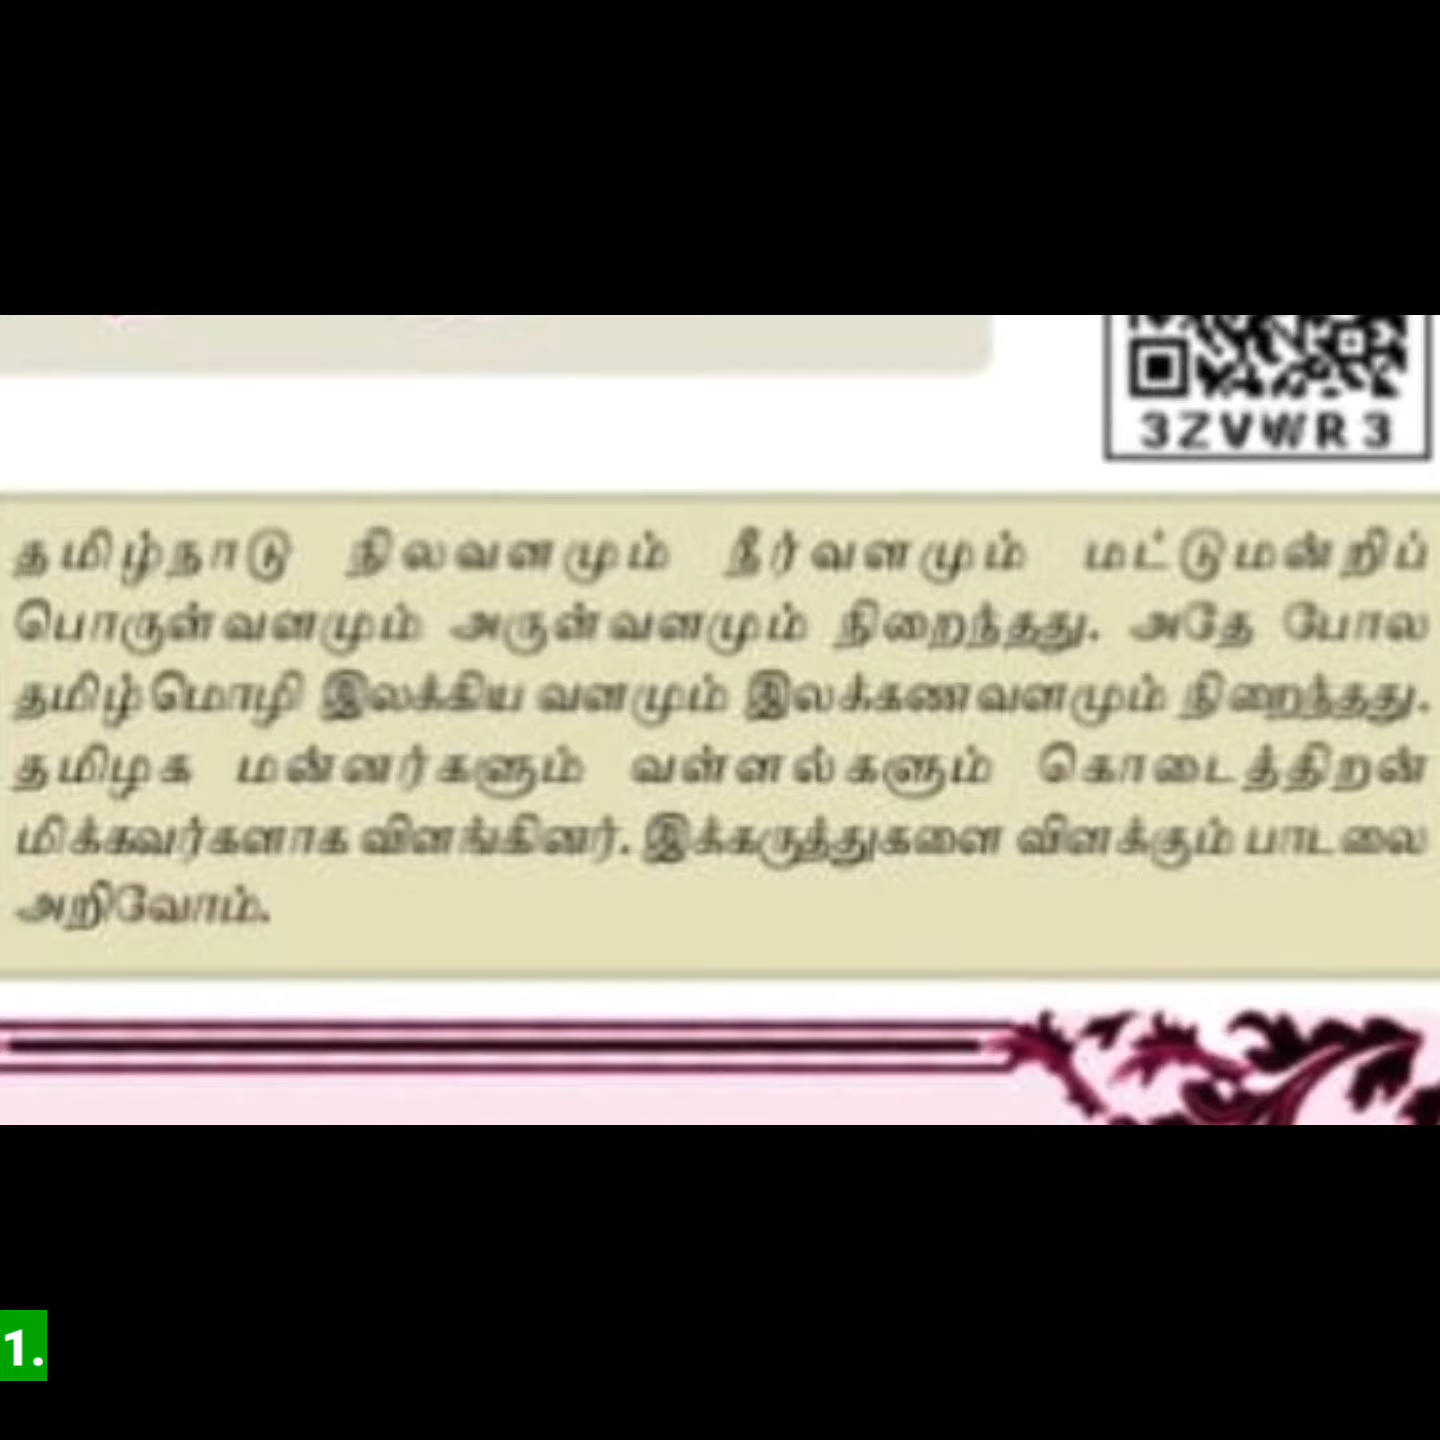 3ZVWR3
தமிழ்நாடு நிலவளமும் நீர்வளமும் மட்டுமன்றிப்
பொருள்வளமும் அருள்வளமும் நிறைந்தது. அதே போல
தமிழ்மொழி இலக்கிய வளமும் இலக்கணவளமும் நிறைந்தது.
தமிழக மன்னர்களும் வள்ளல்களும் கொடைத்திறன்
மிக்கவர்களாக விளங்கினர். இக்கருத்துகளை விளக்கும் பாடலை
அறிவோம்.
1.